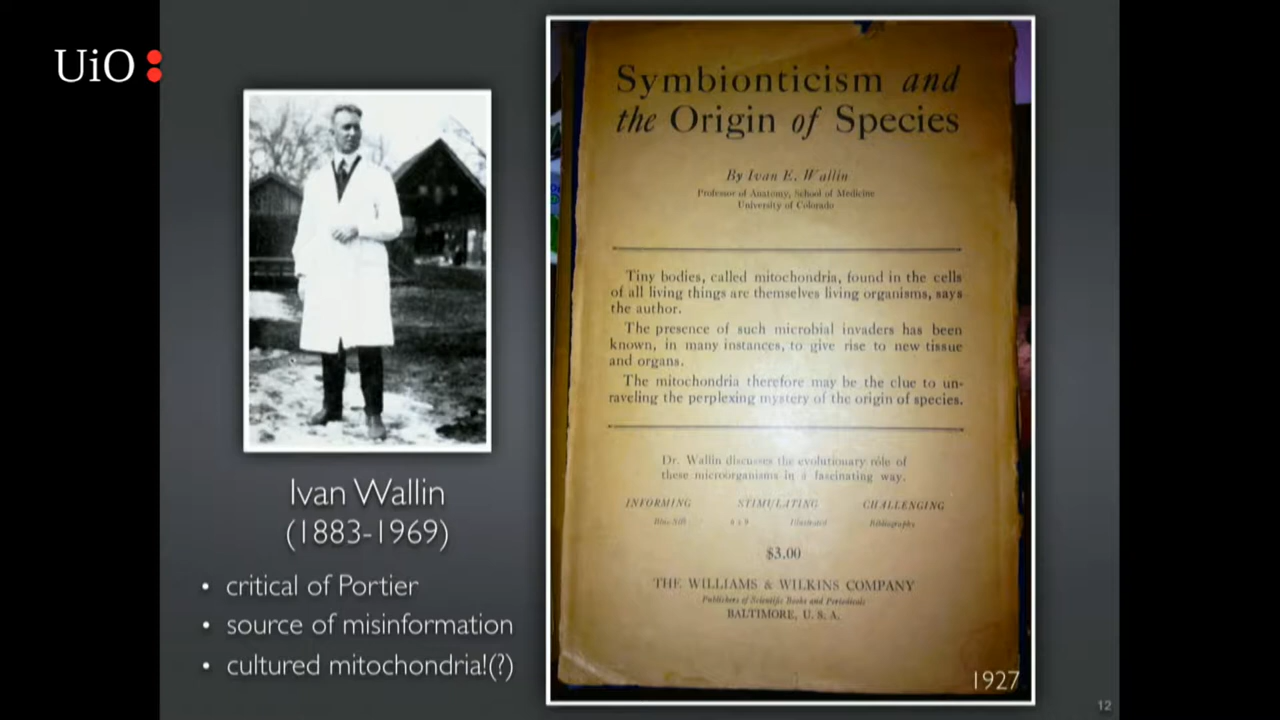 UiO:
Symbionticism and
the Origin of Species
By Ivan E. Wallin
Professor of Anatomy, School of Medicine
University of Colorado
Tiny bodies, called mitochondria, found in the cells
of all living things are themselves living organisms, says
the author.
The presence of such microbial invaders has been
known, in many instances, to give rise to new tissue
and organs.
The mitochondria therefore may be the clue to un-
raveling the perplexing mystery of the origin of species.
Dr. Wallin discusses the evolutionary rôle of
these microorganisms in a fascinating way.
INFORMING STIMULATING CHALLENGING
Illustrated Bibliography
$3.00
THE WILLIAMS & WILKINS COMPANY
Publishers of Scientific Books and Periodicals
BALTIMORE, U. S. A.
1927
Ivan Wallin
(1883-1969)
• critical of Portier
• source of misinformation
• cultured mitochondria!(?)
12